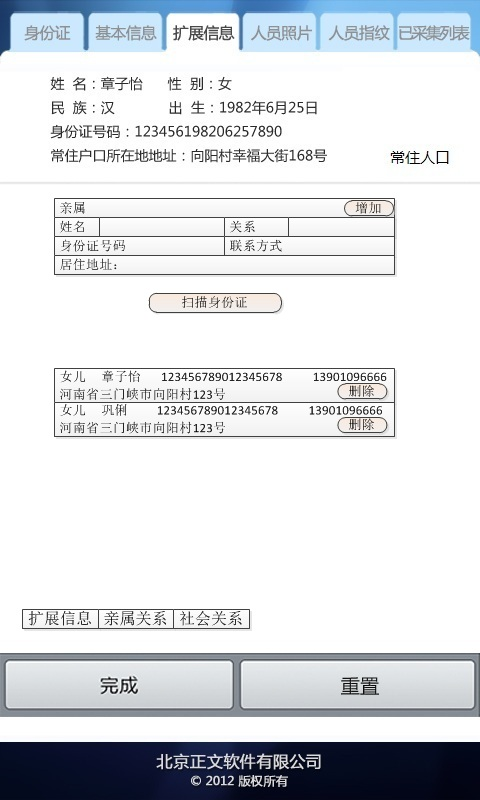 身份证 基本信息 扩展信息 人员照片 人员指纹 已采集列表
姓 名：章子怡 性 别：女
民 族：汉 出 生：1982年6月25日
身份证号码：123456198206257890
常住户口所在地地址：向阳村幸福大街168号 常住人口
亲属 增加
姓名 关系
身份证号码 联系方式
居住地址：
扫描身份证
女儿 章子怡 123456789012345678 13901096666
河南省三门峡市向阳村123号 删除
女儿 巩俐 123456789012345678 13901096666
河南省三门峡市向阳村123号 删除
扩展信息 亲属关系 社会关系
完成 重置
北京正文软件有限公司
© 2012 版权所有